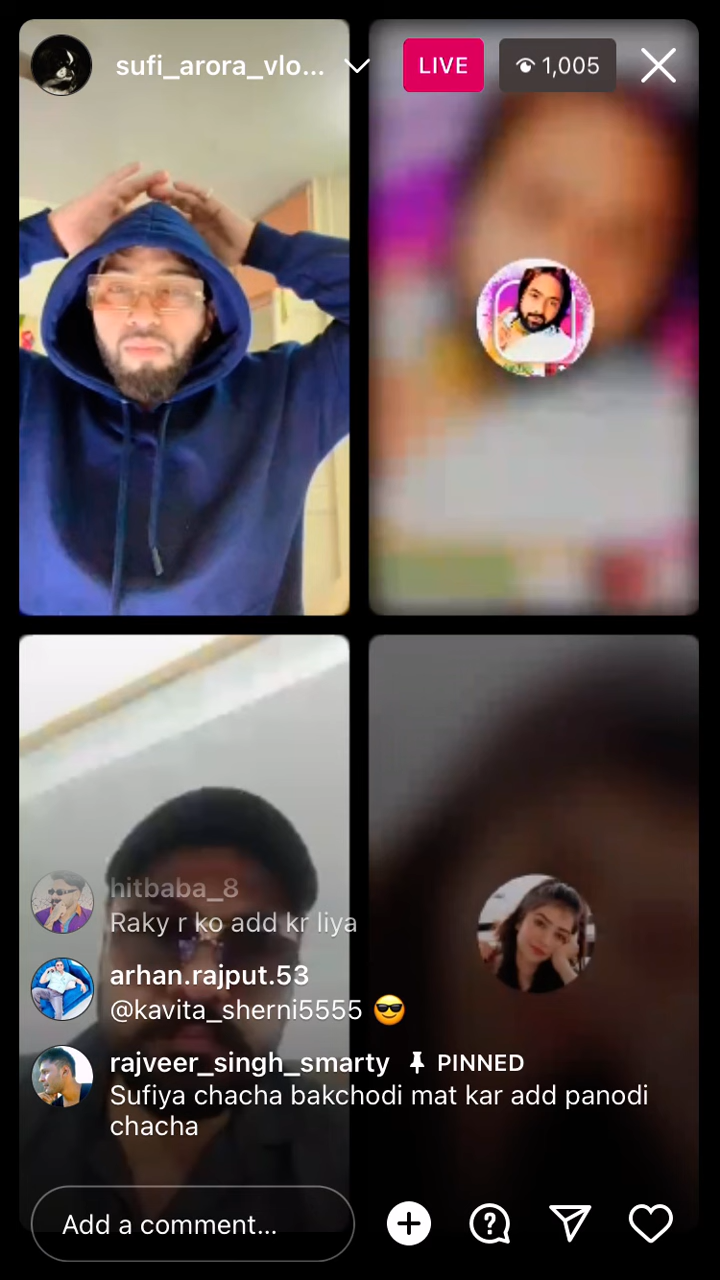 sufi_arora_vlo...
LIVE
1,005
hitbaba_8
Raky r ko add kr liya
arhan.rajput.53
@kavita_sherni5555 😎
rajveer_singh_smarty PINNED
Sufiya chacha bakchodi mat kar add panodi
chacha
Add a comment...